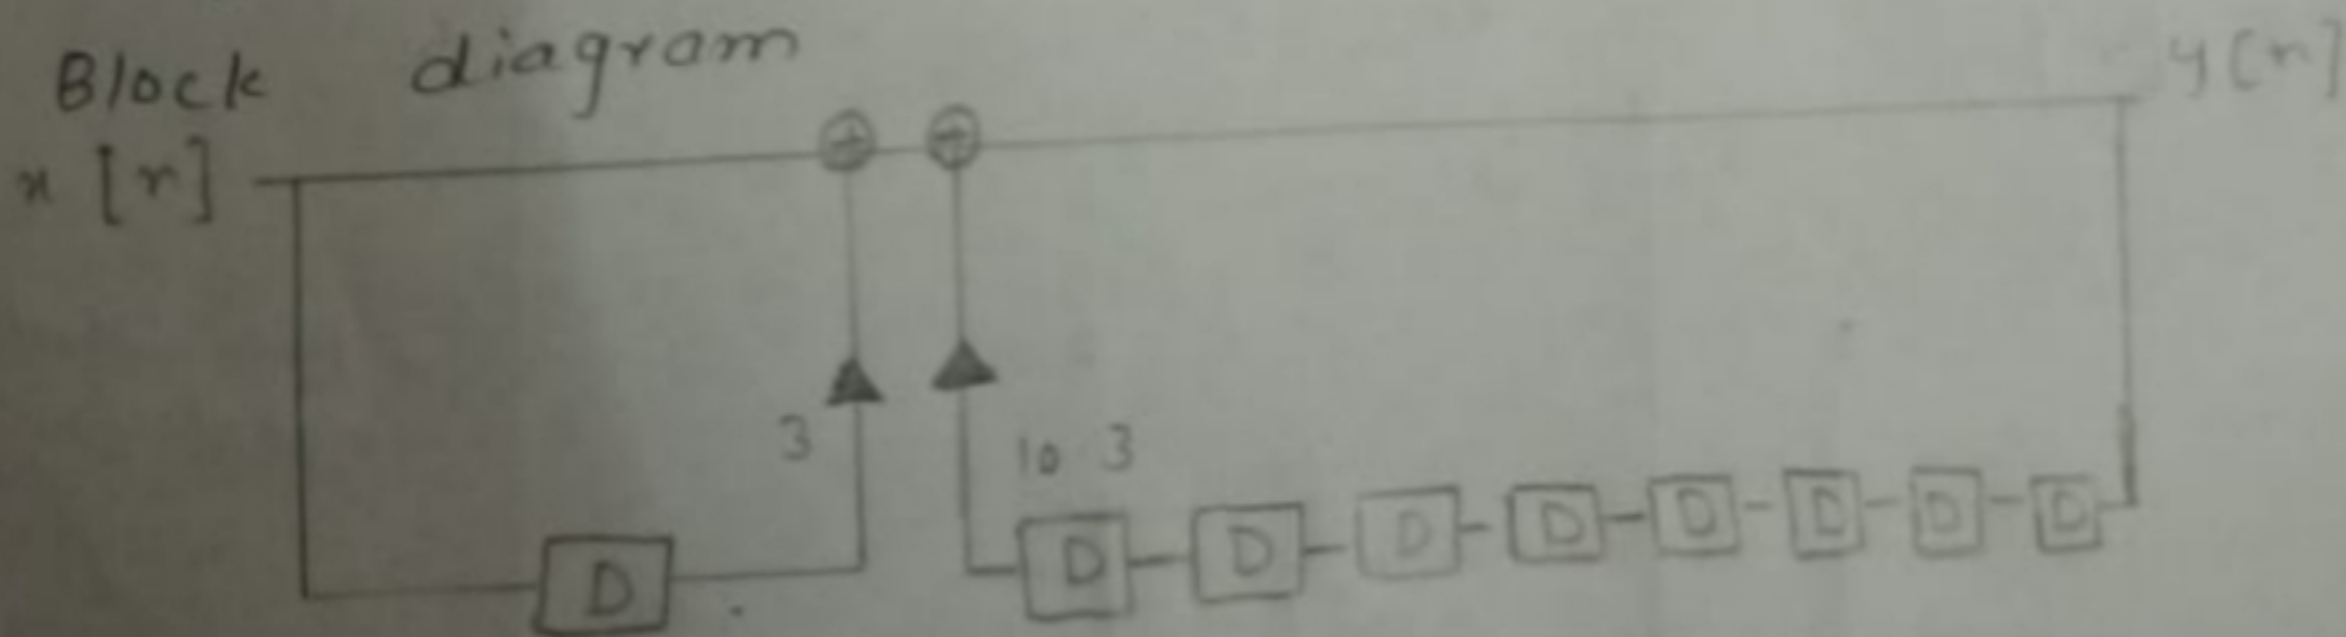 Block diagram
x[n]
y[n]
+ +
3
10 3
D D D D D D D D
D